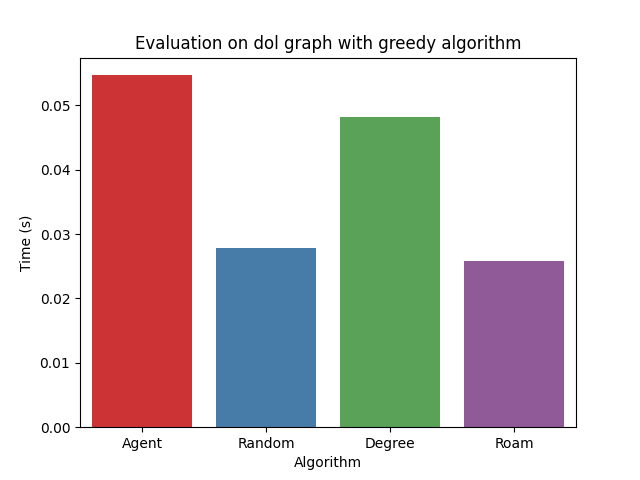 Evaluation on dol graph with greedy algorithm
Time (s)
0.05
0.04
0.03
0.02
0.01
0.00
Agent
Random
Degree
Roam
Algorithm